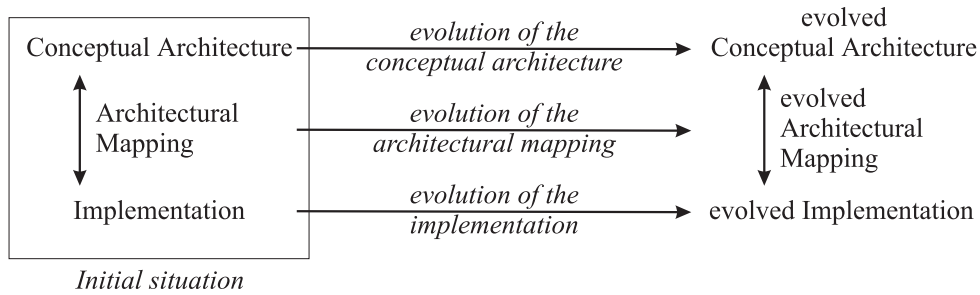 Conceptual Architecture
Architectural
Mapping
Implementation
Initial situation
evolution of the
conceptual architecture
evolution of the
architectural mapping
evolution of the
implementation
evolved
Conceptual Architecture
evolved
Architectural
Mapping
evolved Implementation